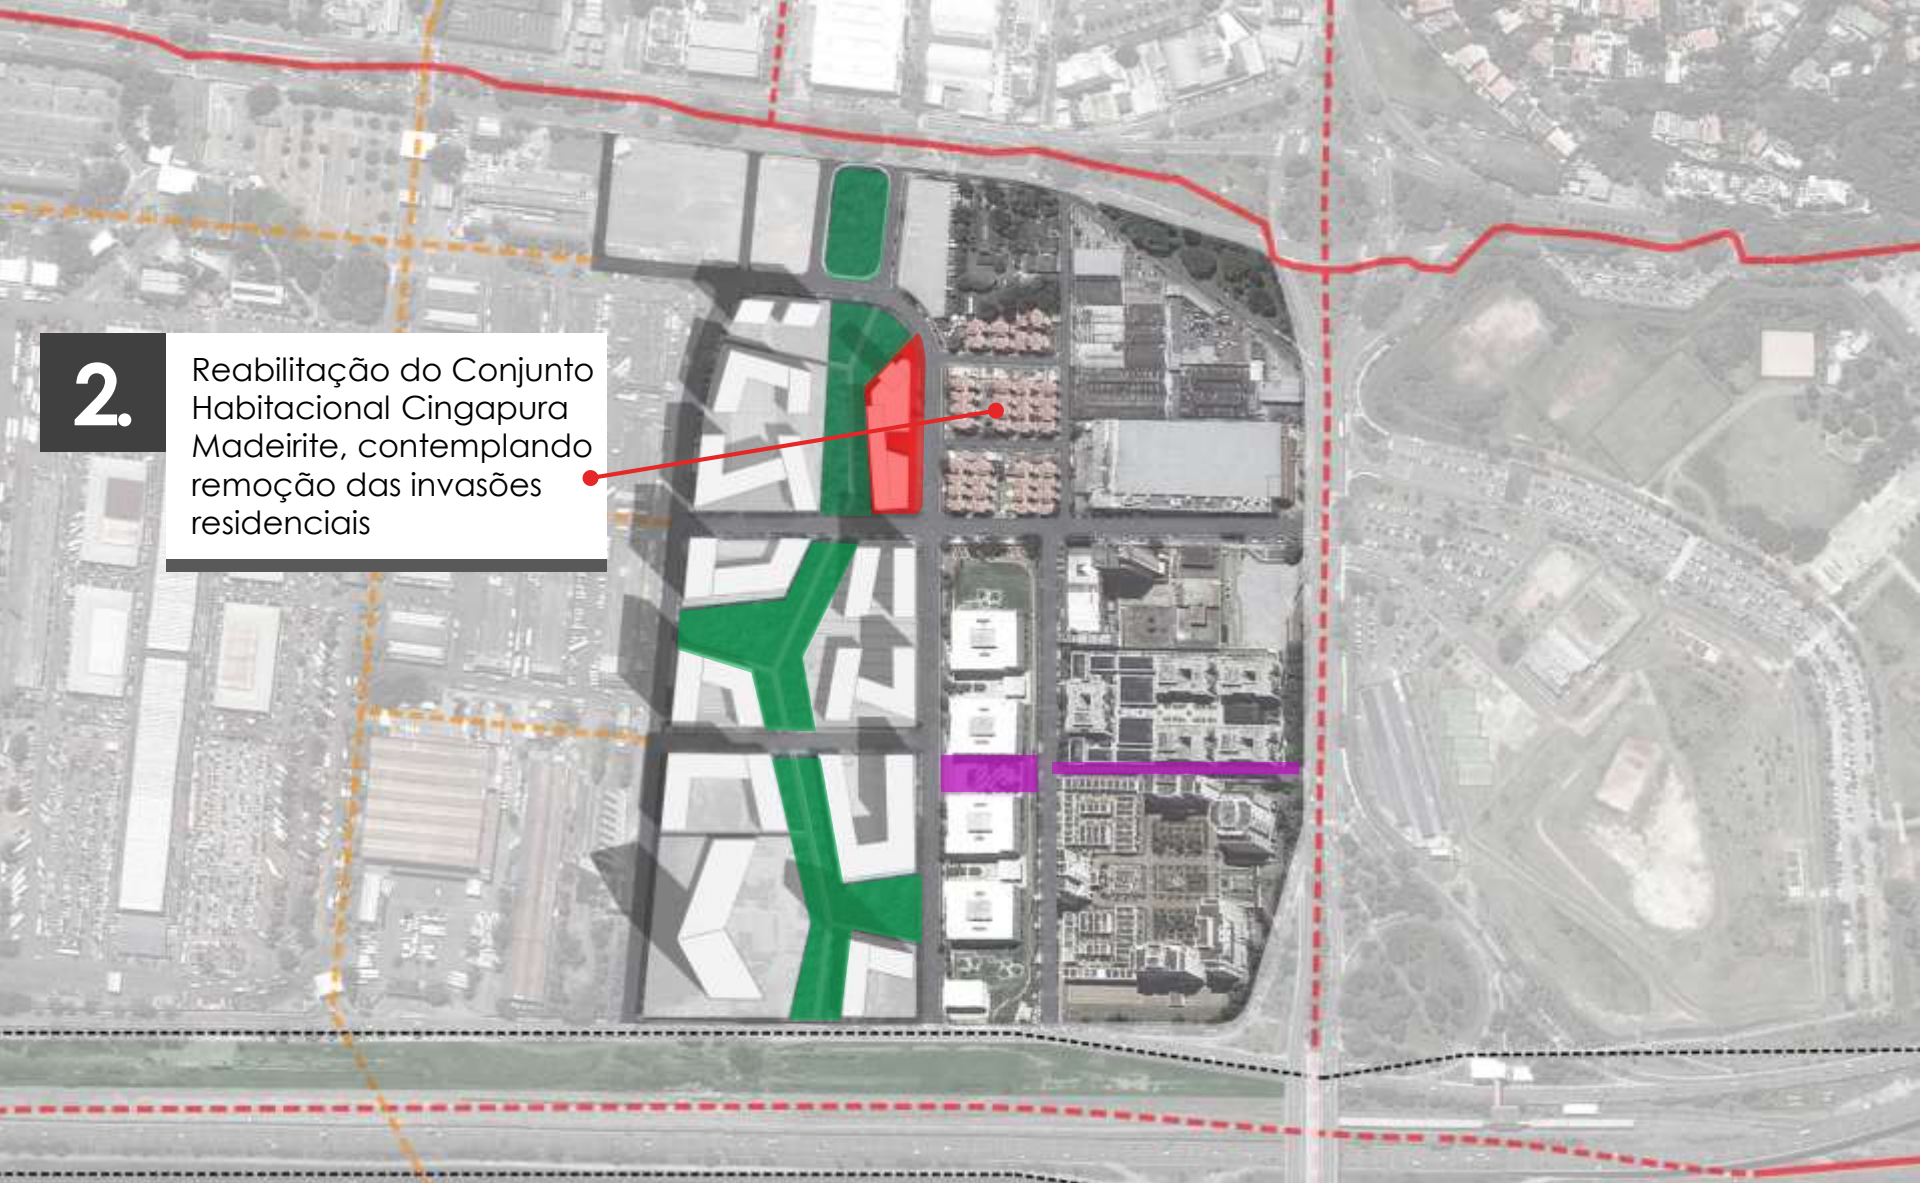 2.
Reabilitação do Conjunto
Habitacional Cingapura
Madeirite, contemplando
remoção das invasões
residenciais